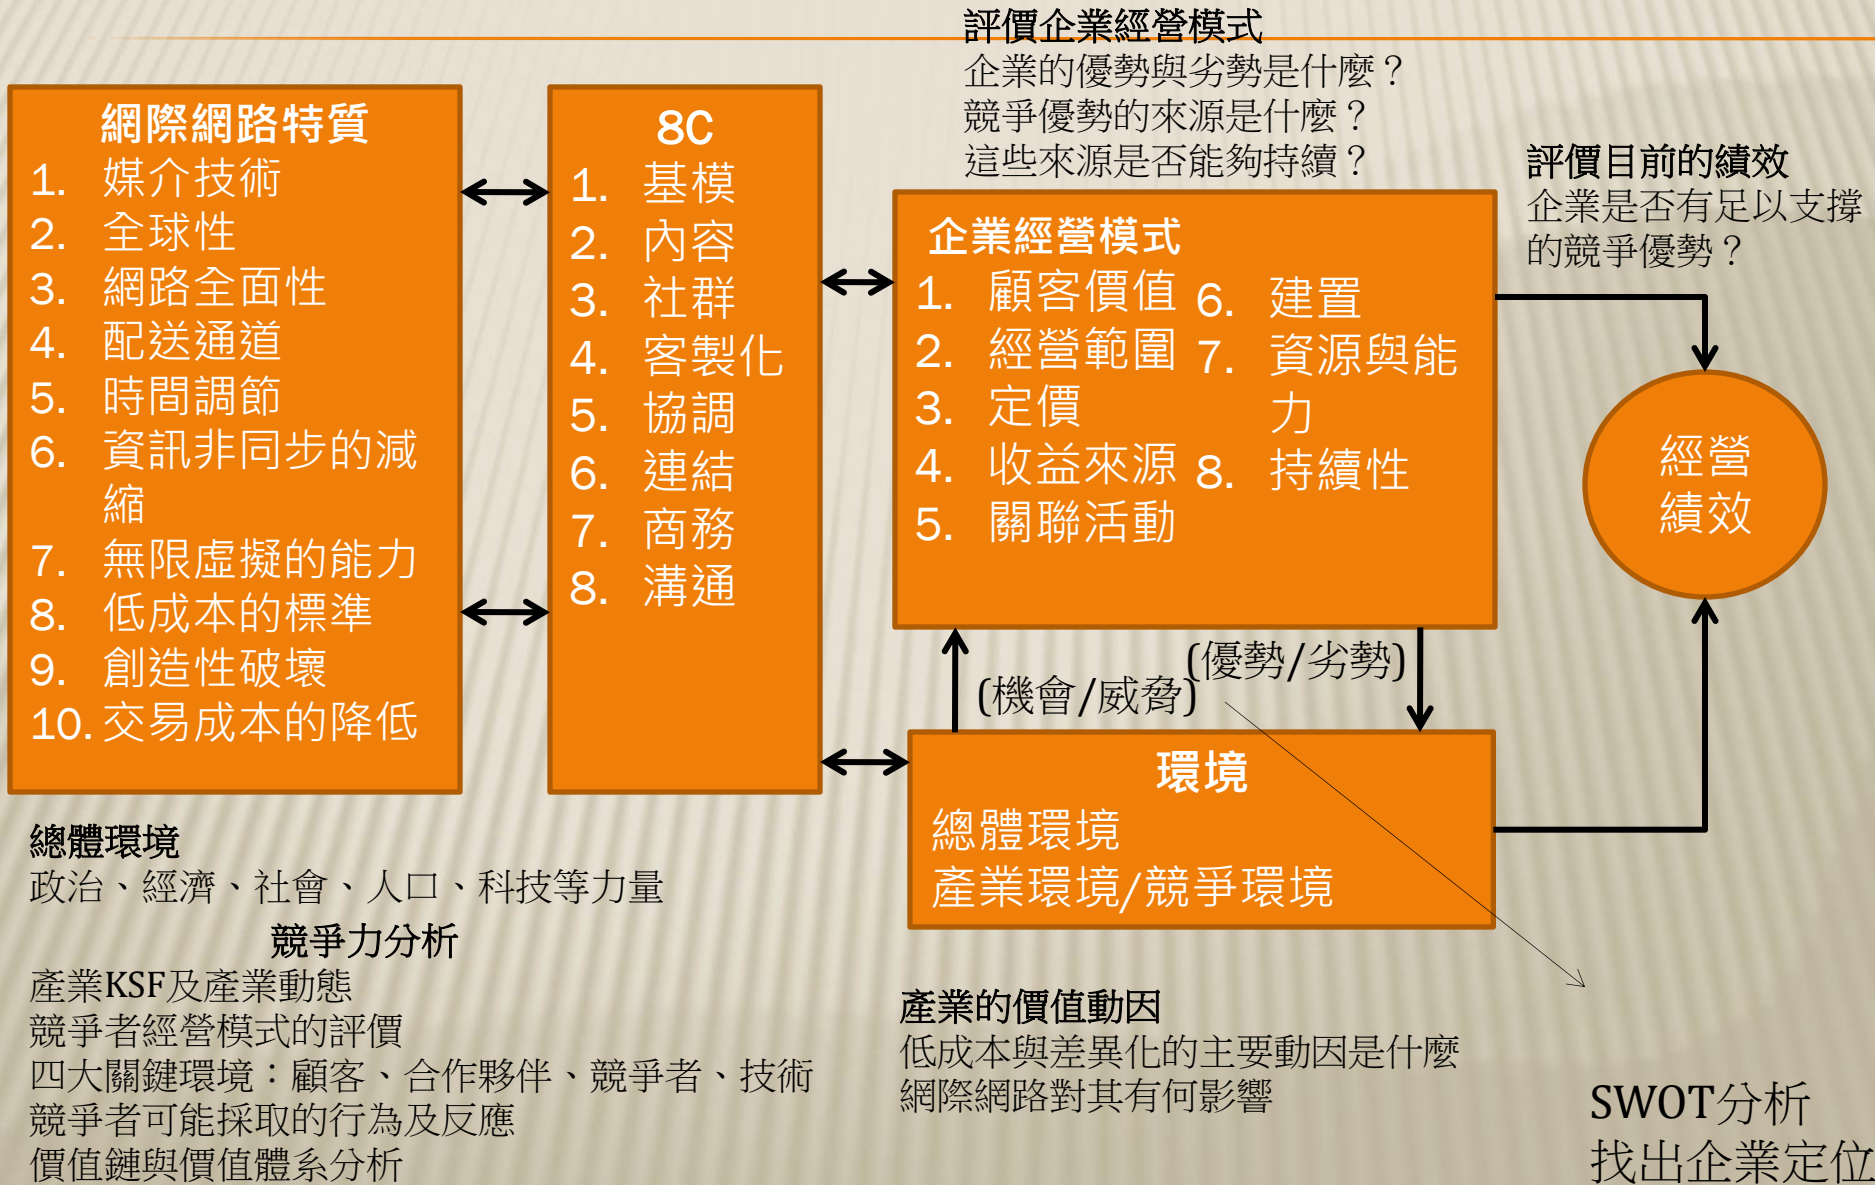 評價企業經營模式
企業的優勢與劣勢是什麼？
競爭優勢的來源是什麼？
這些來源是否能夠持續？
評價目前的績效
企業是否有足以支撐
的競爭優勢？
網際網路特質
1. 媒介技術
2. 全球性
3. 網路全面性
4. 配送通道
5. 時間調節
6. 資訊非同步的減
縮
7. 無限虛擬的能力
8. 低成本的標準
9. 創造性破壞
10. 交易成本的降低
8C
1. 基模
2. 內容
3. 社群
4. 客製化
5. 協調
6. 連結
7. 商務
8. 溝通
企業經營模式
1. 顧客價值
2. 經營範圍
3. 定價
4. 收益來源
5. 關聯活動
6. 建置
7. 資源與能
力
8. 持續性
經營
績效
(優勢/劣勢)
(機會/威脅)
環境
總體環境
產業環境/競爭環境
總體環境
政治、經濟、社會、人口、科技等力量
競爭力分析
產業KSF及產業動態
競爭者經營模式的評價
四大關鍵環境：顧客、合作夥伴、競爭者、技術
競爭者可能採取的行為及反應
價值鏈與價值體系分析
產業的價值動因
低成本與差異化的主要動因是什麼
網際網路對其有何影響
SWOT分析
找出企業定位